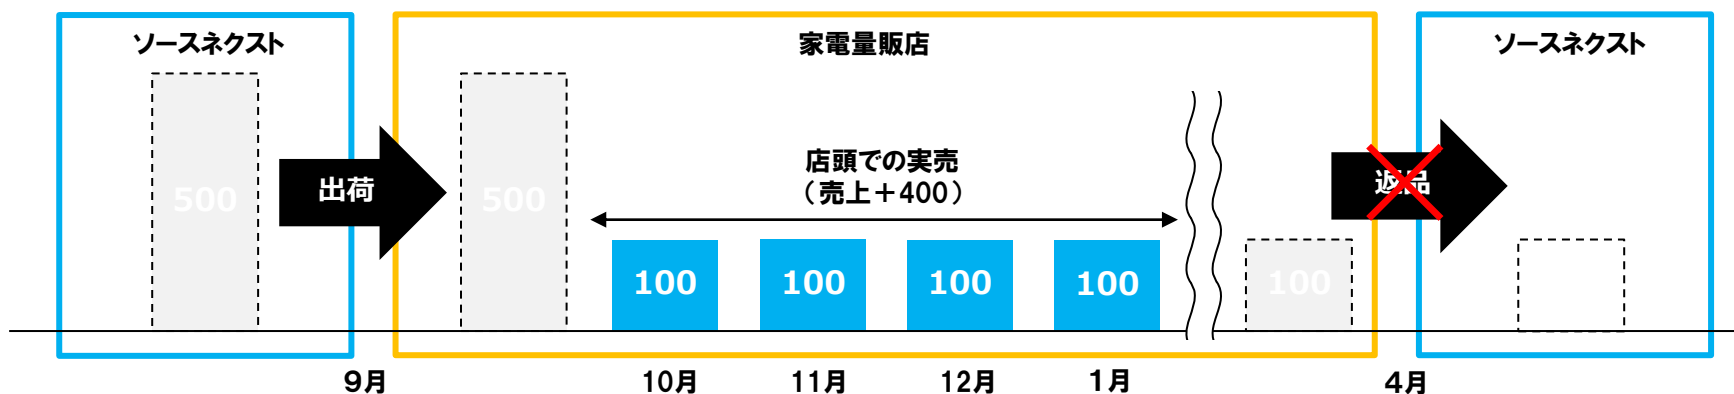 ソースネクスト
家電量販店
ソースネクスト
500
出荷
500
店頭での実売
（売上＋400）
100
100
100
100
100
返品
9月
10月
11月
12月
1月
4月